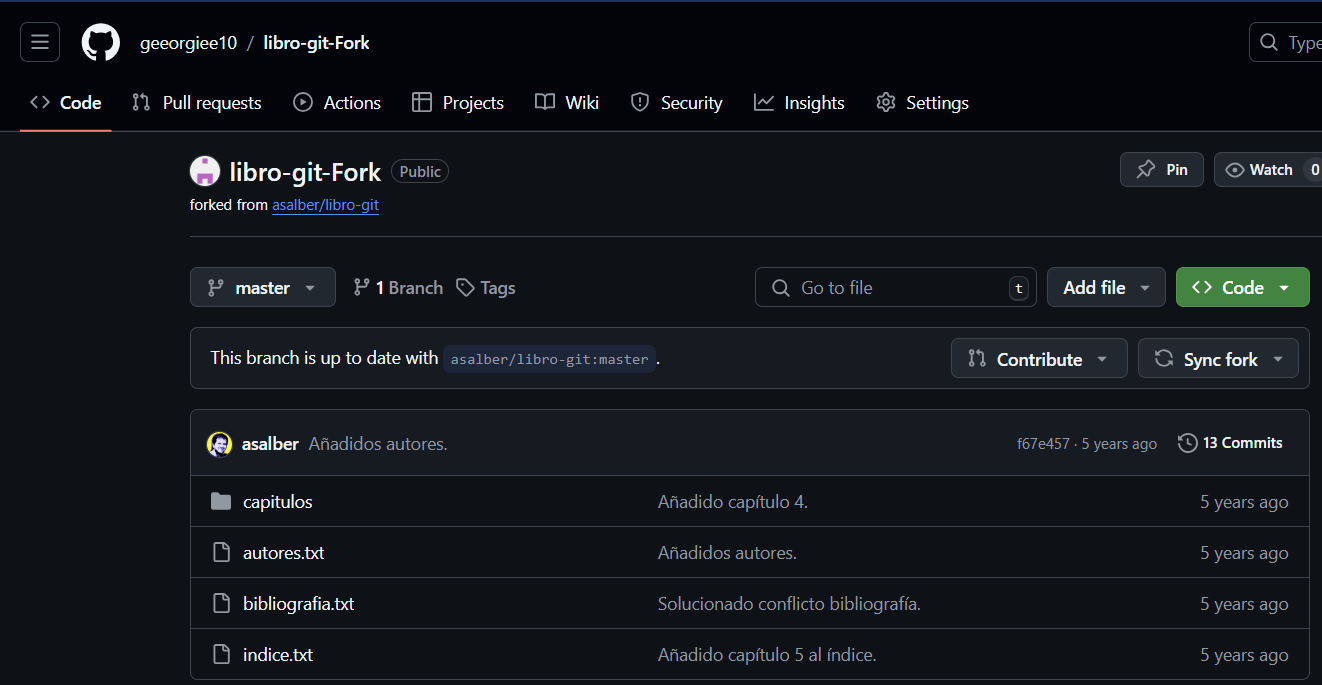 geeorgiee10 / libro-git-Fork
Type
Code Pull requests Actions Projects Wiki Security Insights Settings
libro-git-Fork Public
Pin Watch 0
forked from asalber/libro-git
master 1 Branch Tags Go to file t Add file Code
This branch is up to date with asalber/libro-git:master . Contribute Sync fork
asalber Añadidos autores. f67e457 · 5 years ago 13 Commits
capitulos Añadido capítulo 4. 5 years ago
autores.txt Añadidos autores. 5 years ago
bibliografia.txt Solucionado conflicto bibliografía. 5 years ago
indice.txt Añadido capítulo 5 al índice. 5 years ago